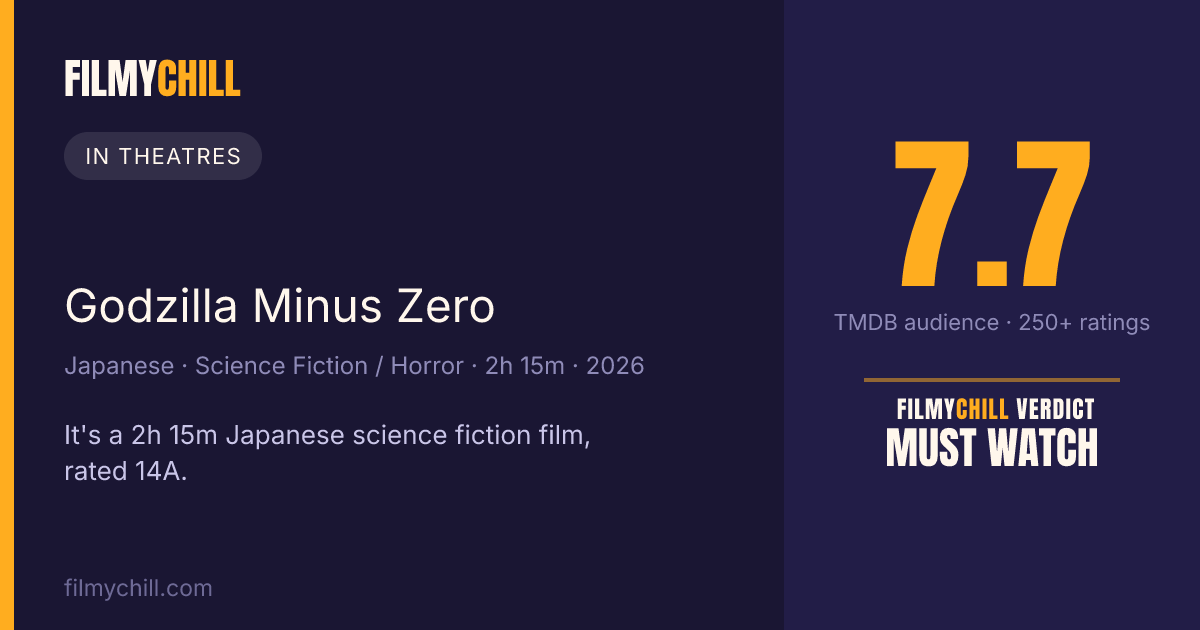 FILMYCHILL
IN THEATRES
Godzilla Minus Zero
Japanese · Science Fiction / Horror · 2h 15m · 2026
It's a 2h 15m Japanese science fiction film,
rated 14A.
filmychill.com
7.7
TMDB audience · 250+ ratings
FILMYCHILL VERDICT
MUST WATCH